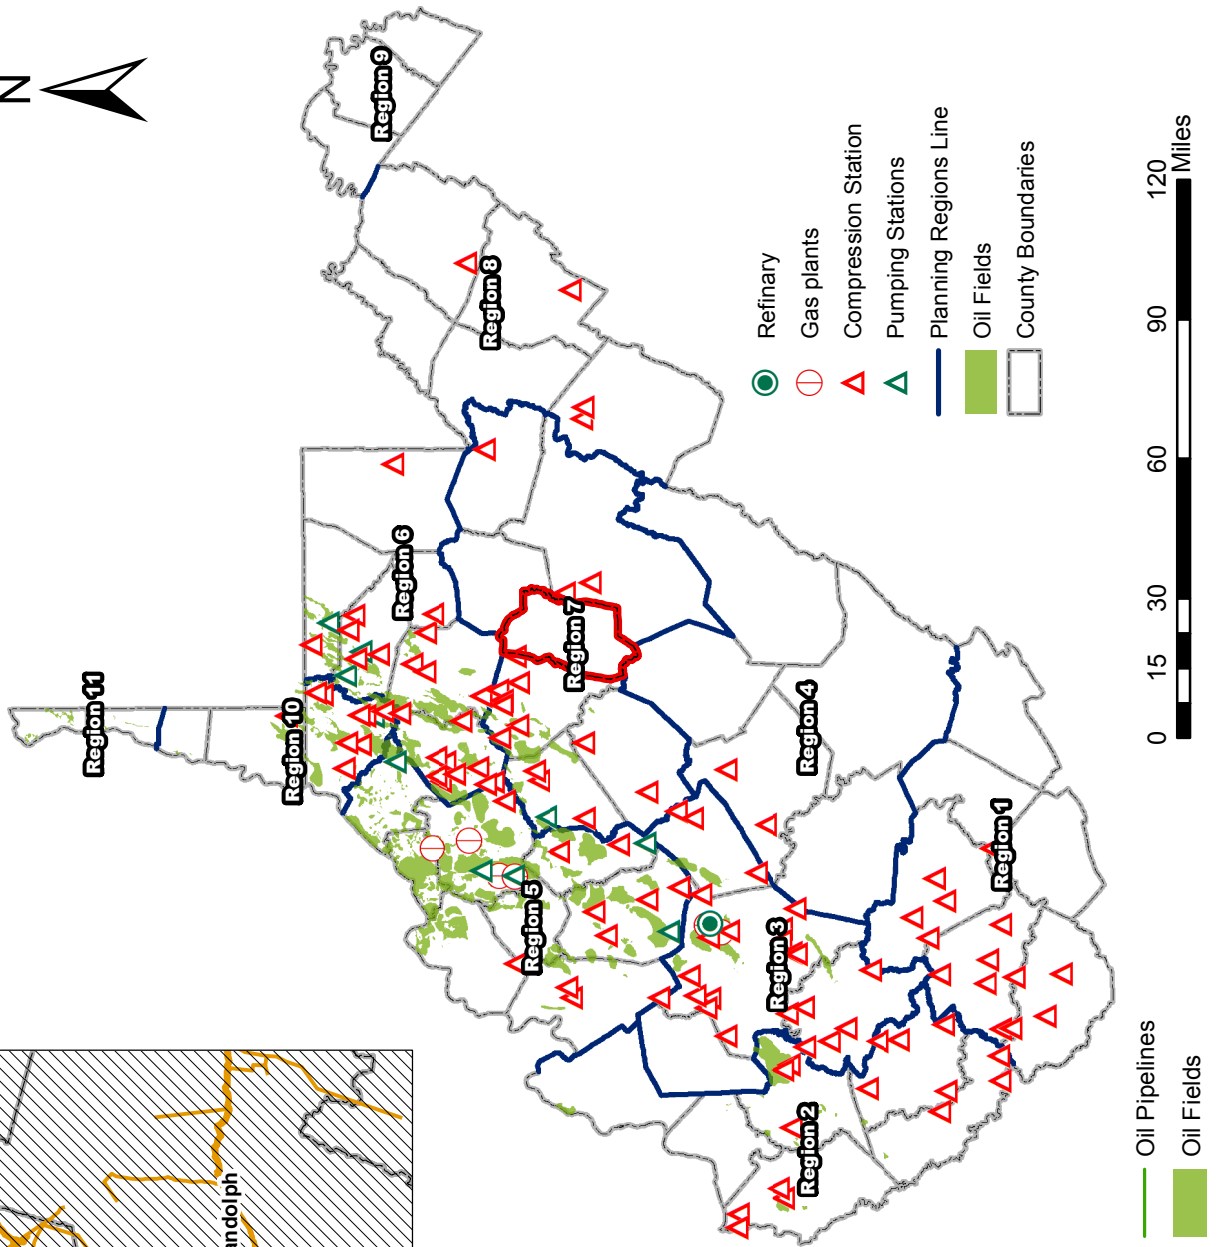 N
Region 9
Region 8
Region 11
Region 10
Region 6
Region 7
Region 5
Region 4
Region 3
Region 1
Region 2
Refinary
Gas plants
Compression Station
Pumping Stations
Planning Regions Line
Oil Fields
County Boundaries
0 15 30 60 90 120
Miles
Oil Pipelines
Oil Fields
andolph